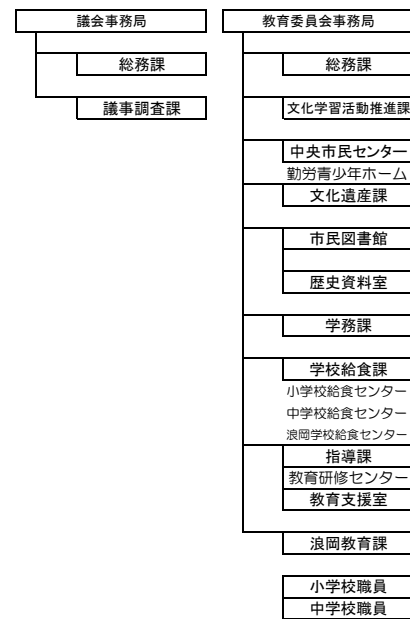 議会事務局
総務課
議事調査課
教育委員会事務局
総務課
文化学習活動推進課
中央市民センター
勤労青少年ホーム
文化遺産課
市民図書館
歴史資料室
学務課
学校給食課
小学校給食センター
中学校給食センター
浪岡学校給食センター
指導課
教育研修センター
教育支援室
浪岡教育課
小学校職員
中学校職員